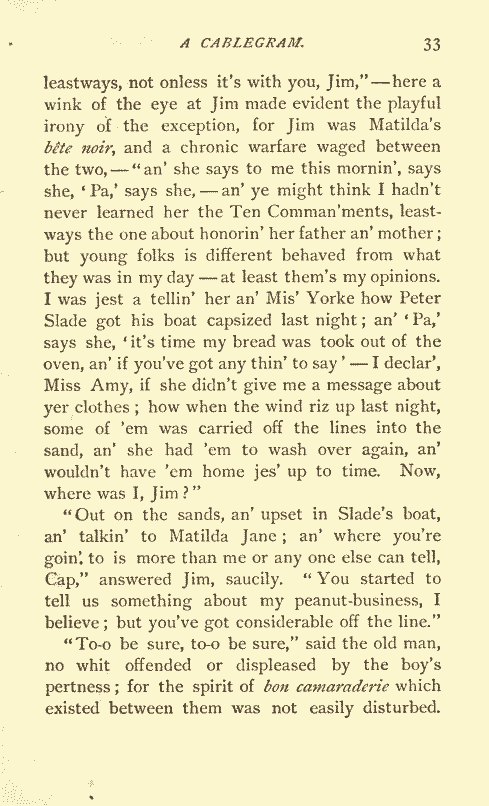 A CABLEGRAM. 33
leastways, not onless it's with you, Jim,"—here a
wink of the eye at Jim made evident the playful
irony of the exception, for Jim was Matilda's
bête noir, and a chronic warfare waged between
the two,—"an' she says to me this mornin', says
she, 'Pa,' says she,—an' ye might think I hadn't
never learned her the Ten Comman'ments, least-
ways the one about honorin' her father an' mother;
but young folks is different behaved from what
they was in my day—at least them's my opinions.
I was jest a tellin' her an' Mis' Yorke how Peter
Slade got his boat capsized last night; an' 'Pa,'
says she, 'it's time my bread was took out of the
oven, an' if you've got any thin' to say'—I declar',
Miss Amy, if she didn't give me a message about
yer clothes; how when the wind riz up last night,
some of 'em was carried off the lines into the
sand, an' she had 'em to wash over again, an'
wouldn't have 'em home jes' up to time. Now,
where was I, Jim?"
"Out on the sands, an' upset in Slade's boat,
an' talkin' to Matilda Jane; an' where you're
goin' to is more than me or any one else can tell,
Cap," answered Jim, saucily. "You started to
tell us something about my peanut-business, I
believe; but you've got considerable off the line."
"To-o be sure, to-o be sure," said the old man,
no whit offended or displeased by the boy's
pertness; for the spirit of bon camaraderie which
existed between them was not easily disturbed.